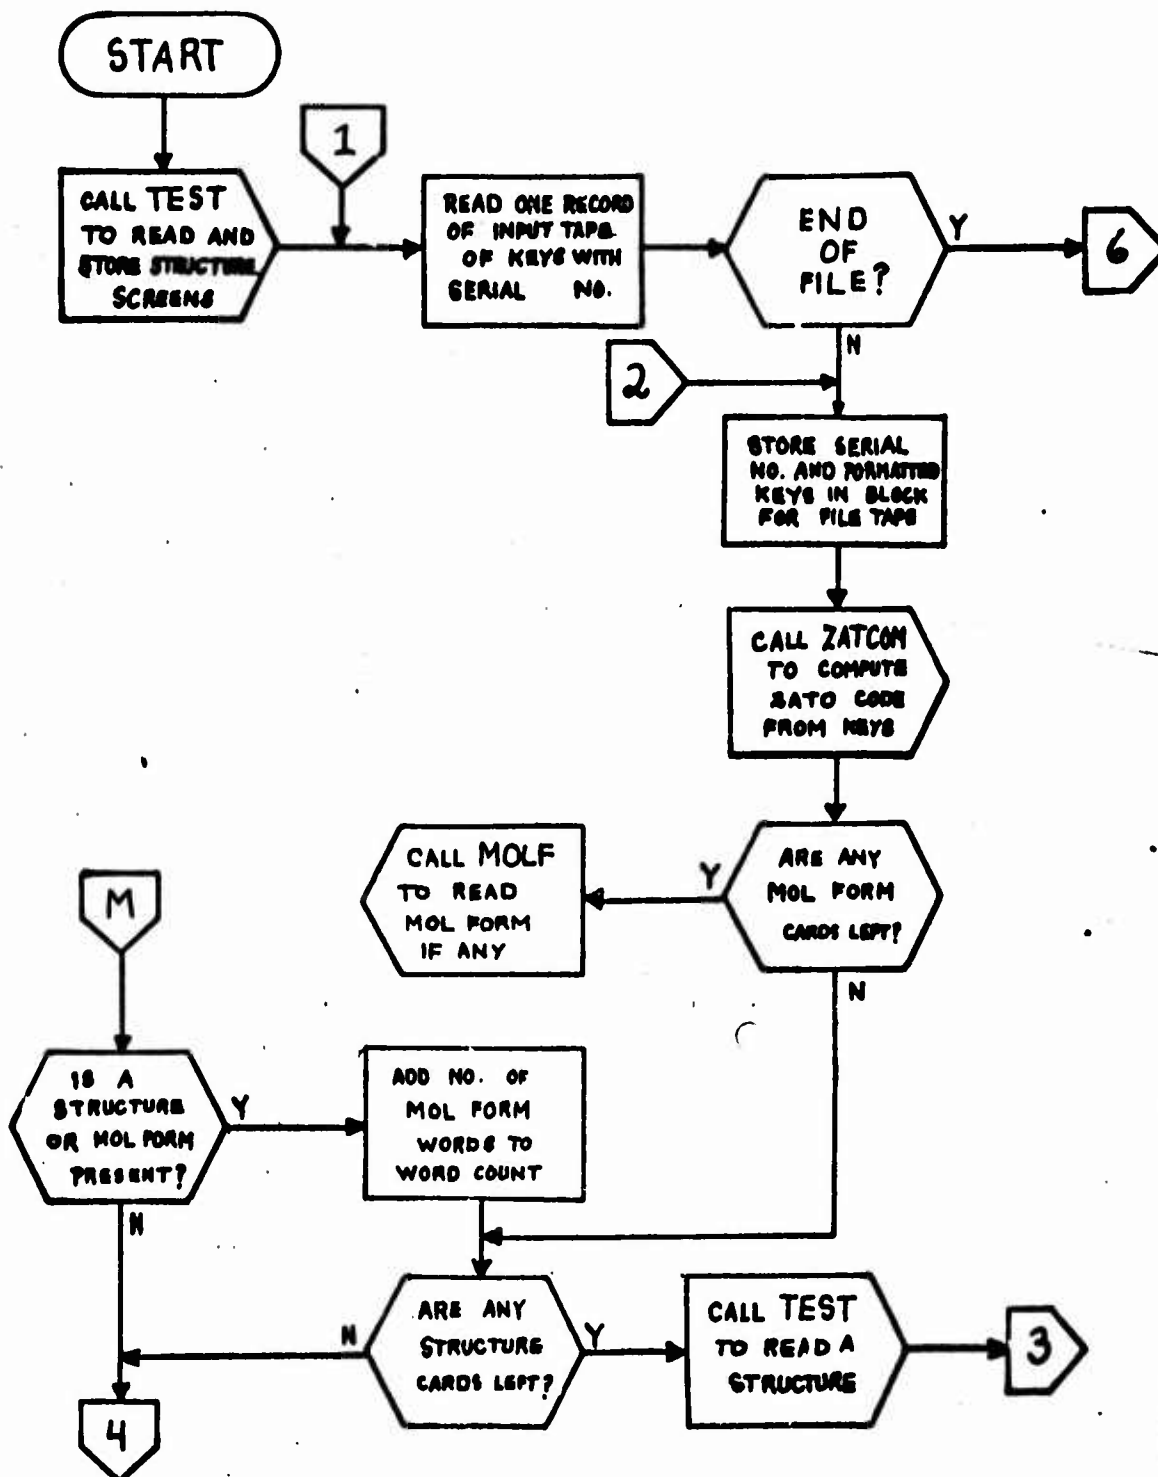 START
1
CALL TEST
TO READ AND
STORE STRUCTURE
SCREENS
READ ONE RECORD
OF INPUT TAPE
OF KEYS WITH
SERIAL NO.
END
OF
FILE?
Y
6
N
2
STORE SERIAL
NO. AND FORMATTED
KEYS IN BLOCK
FOR FILE TAPE
CALL ZATCOM
TO COMPUTE
ZATO CODE
FROM KEYS
ARE ANY
MOL FORM
CARDS LEFT?
Y
CALL MOLF
TO READ
MOL FORM
IF ANY
N
M
IS A
STRUCTURE
OR MOL FORM
PRESENT?
Y
ADD NO. OF
MOL FORM
WORDS TO
WORD COUNT
N
ARE ANY
STRUCTURE
CARDS LEFT?
N
Y
CALL TEST
TO READ A
STRUCTURE
3
4